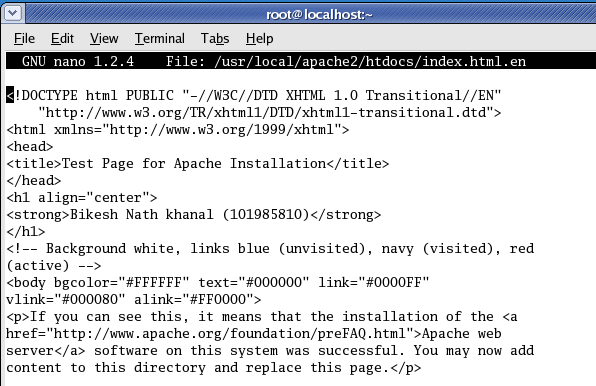 root@localhost:~
File Edit View Terminal Tabs Help
GNU nano 1.2.4 File: /usr/local/apache2/htdocs/index.html.en
<!DOCTYPE html PUBLIC "-//W3C//DTD XHTML 1.0 Transitional//EN"
"http://www.w3.org/TR/xhtml1/DTD/xhtml1-transitional.dtd">
<html xmlns="http://www.w3.org/1999/xhtml">
<head>
<title>Test Page for Apache Installation</title>
</head>
<h1 align="center">
<strong>Bikesh Nath khanal (101985810)</strong>
</h1>
<!-- Background white, links blue (unvisited), navy (visited), red
(active) -->
<body bgcolor="#FFFFFF" text="#000000" link="#0000FF"
vlink="#000080" alink="#FF0000">
<p>If you can see this, it means that the installation of the <a
href="http://www.apache.org/foundation/preFAQ.html">Apache web
server</a> software on this system was successful. You may now add
content to this directory and replace this page.</p>